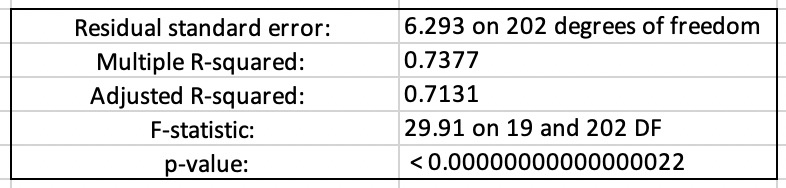 Residual standard error: 6.293 on 202 degrees of freedom
Multiple R-squared: 0.7377
Adjusted R-squared: 0.7131
F-statistic: 29.91 on 19 and 202 DF
p-value: < 0.00000000000000022